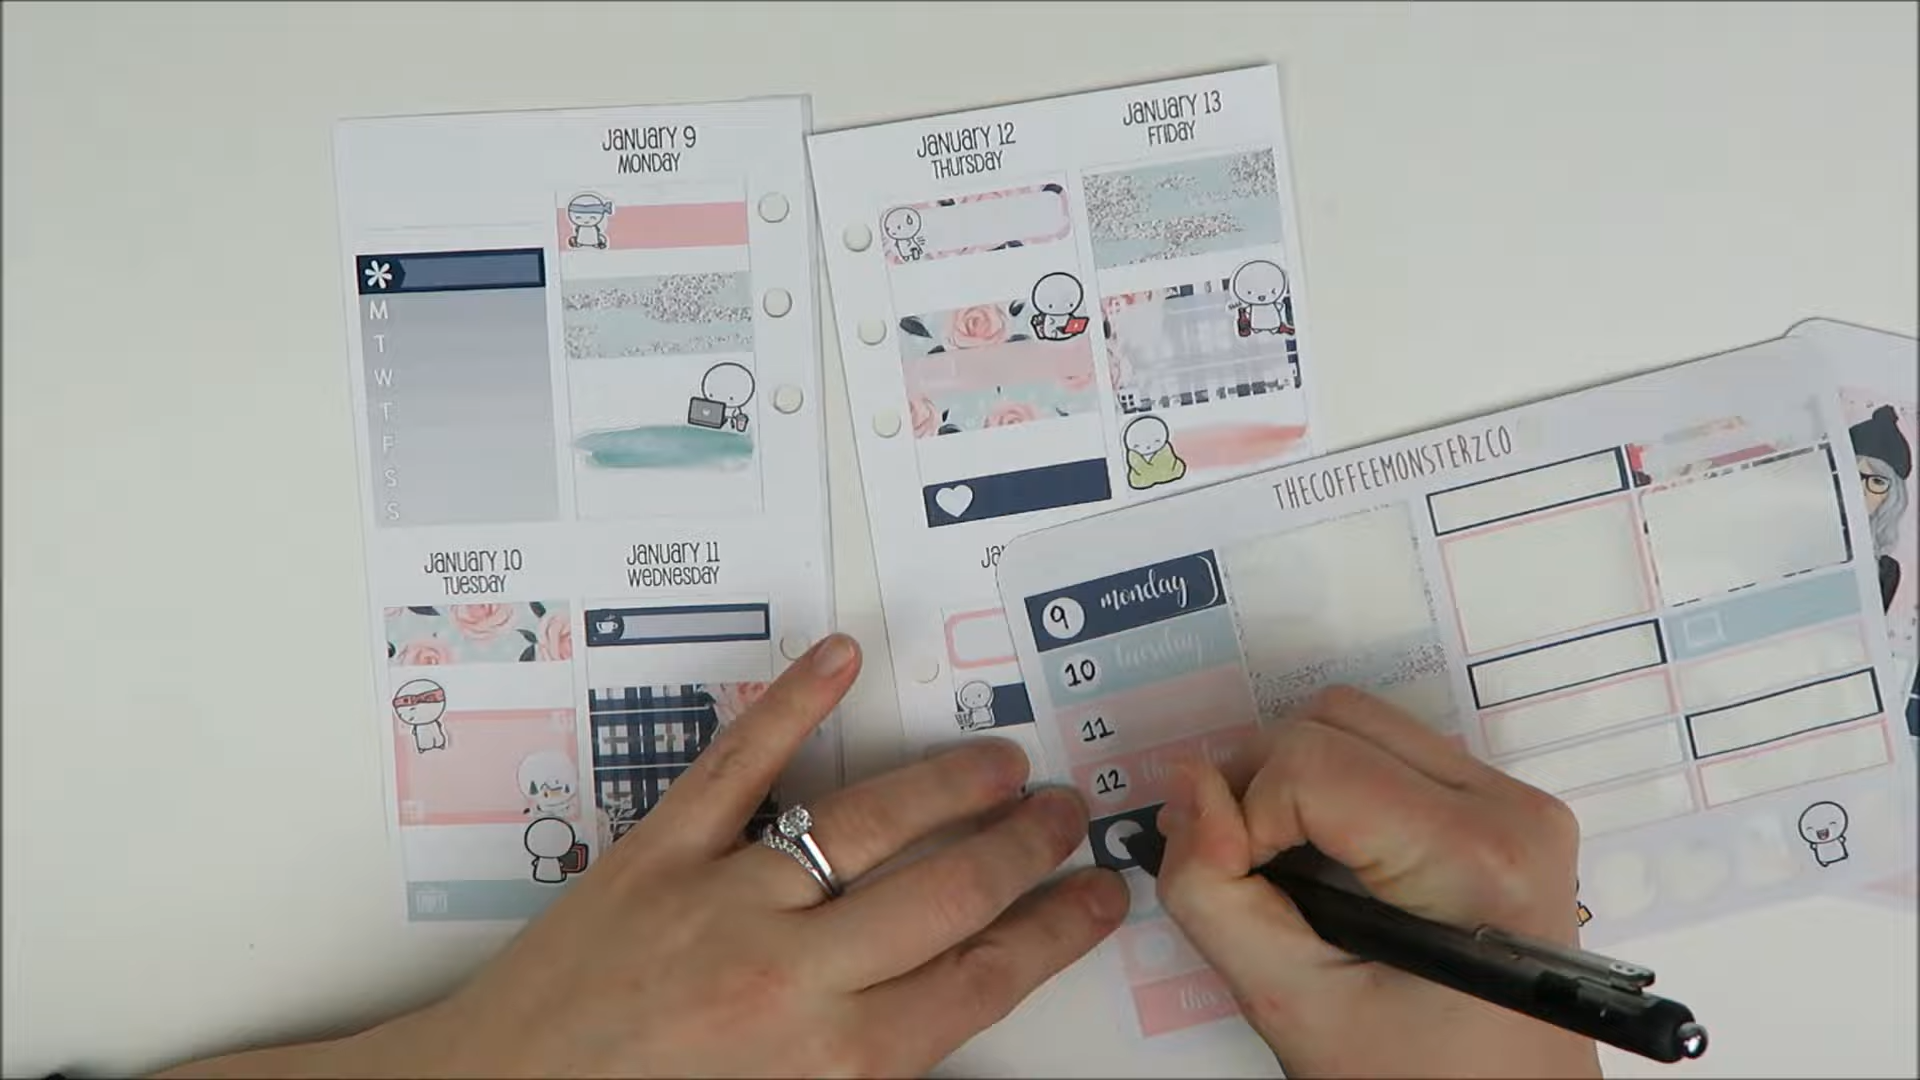 January 9
Monday
M
T
W
T
F
S
S
January 10
Tuesday
January 11
Wednesday
January 12
Thursday
January 13
Friday
THECOFFEEMONSTERZCO
9 monday
10 tuesday
11
12